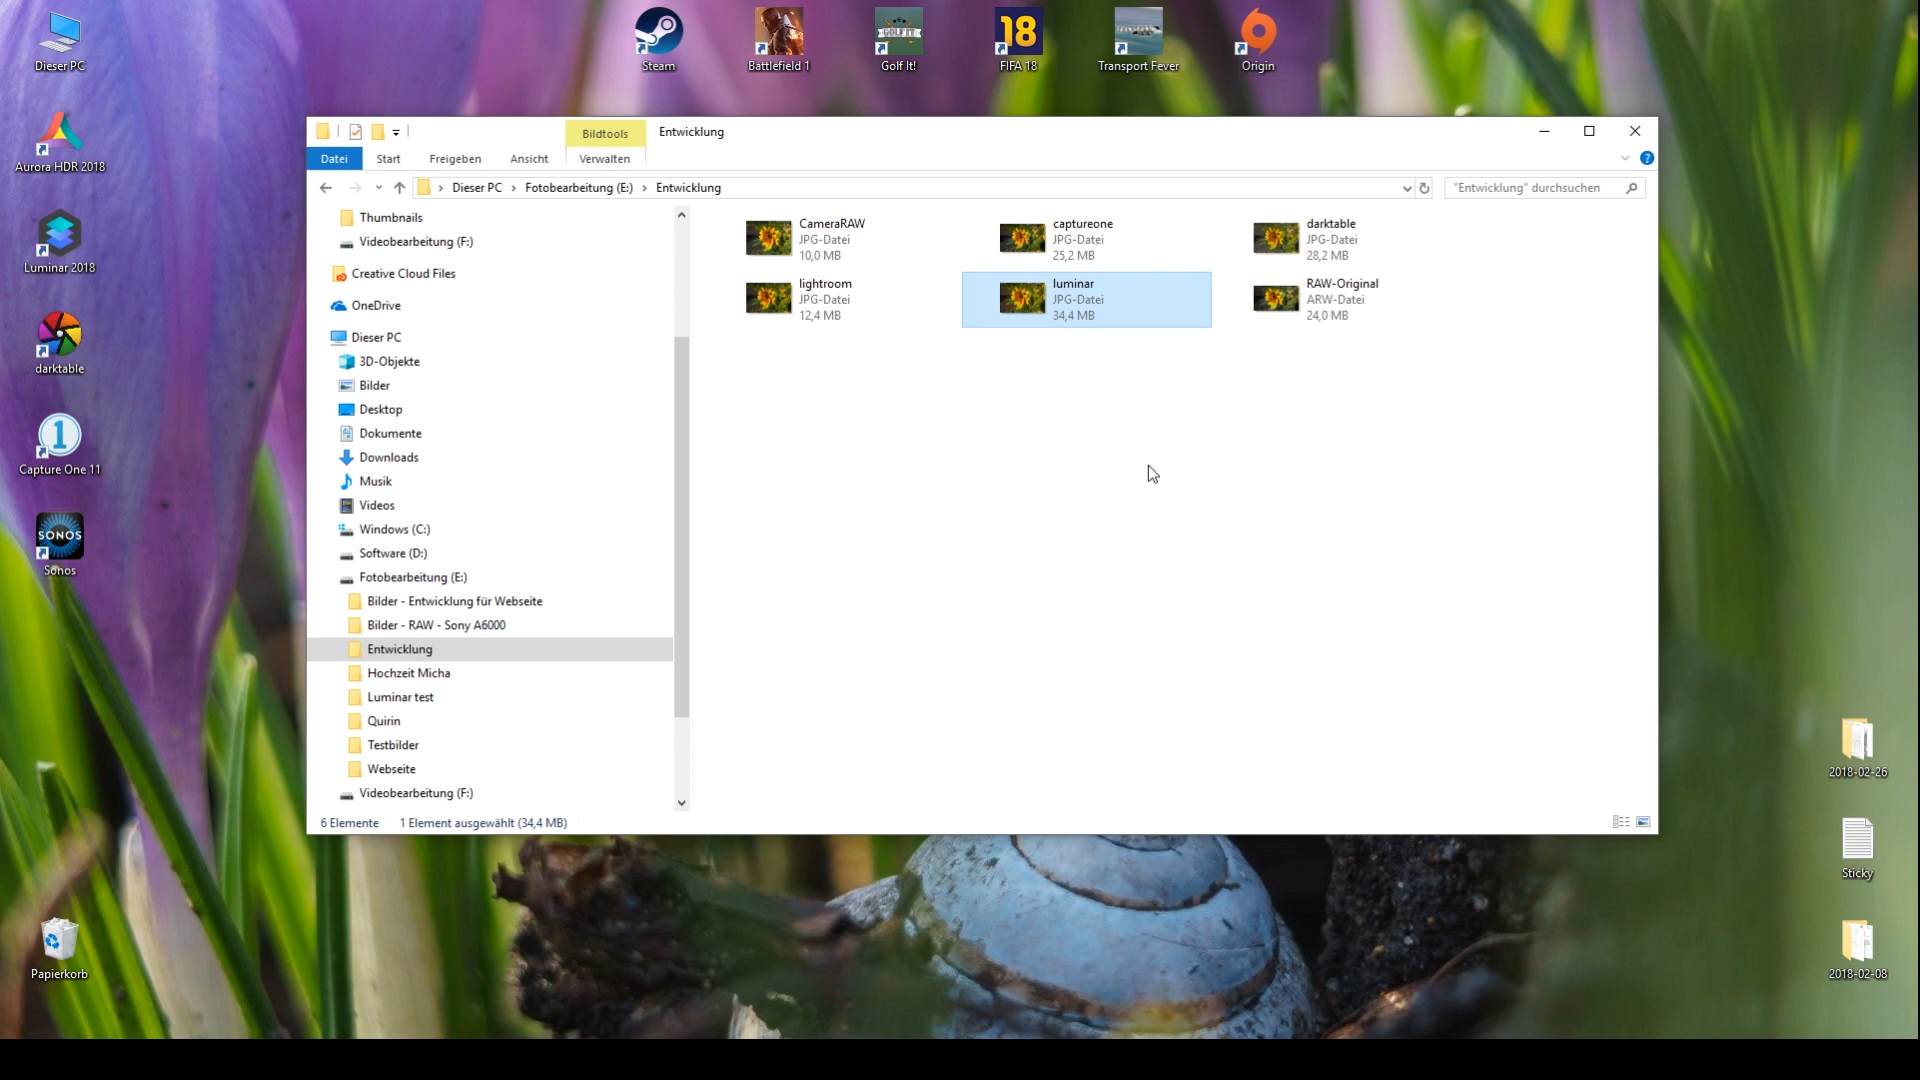 Dieser PC
Steam
Battlefield 1
GOLF IT!
Golf It!
18
FIFA 18
Transport Fever
Origin
Aurora HDR 2018
Luminar 2018
darktable
1
Capture One 11
SONOS
Sonos
Papierkorb
Bildtools
Entwicklung
Datei
Start
Freigeben
Ansicht
Verwalten
Dieser PC › Fotobearbeitung (E:) › Entwicklung
"Entwicklung" durchsuchen
Thumbnails
Videobearbeitung (F:)
Creative Cloud Files
OneDrive
Dieser PC
3D-Objekte
Bilder
Desktop
Dokumente
Downloads
Musik
Videos
Windows (C:)
Software (D:)
Fotobearbeitung (E:)
Bilder - Entwicklung für Webseite
Bilder - RAW - Sony A6000
Entwicklung
Hochzeit Micha
Luminar test
Quirin
Testbilder
Webseite
Videobearbeitung (F:)
CameraRAW
JPG-Datei
10,0 MB
captureone
JPG-Datei
25,2 MB
darktable
JPG-Datei
28,2 MB
lightroom
JPG-Datei
12,4 MB
luminar
JPG-Datei
34,4 MB
RAW-Original
ARW-Datei
24,0 MB
6 Elemente
1 Element ausgewählt (34,4 MB)
2018-02-26
Sticky
2018-02-08